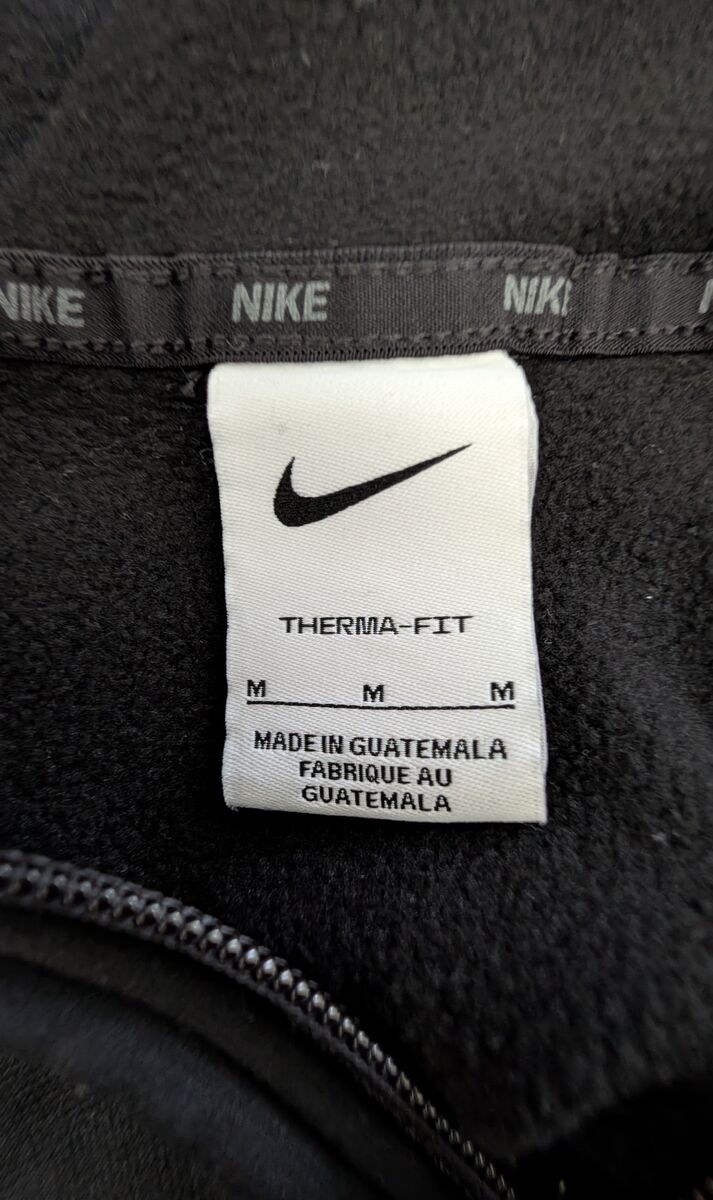 NIKE NIKE NIKE
THERMA-FIT
M M M
MADE IN GUATEMALA
FABRIQUE AU
GUATEMALA